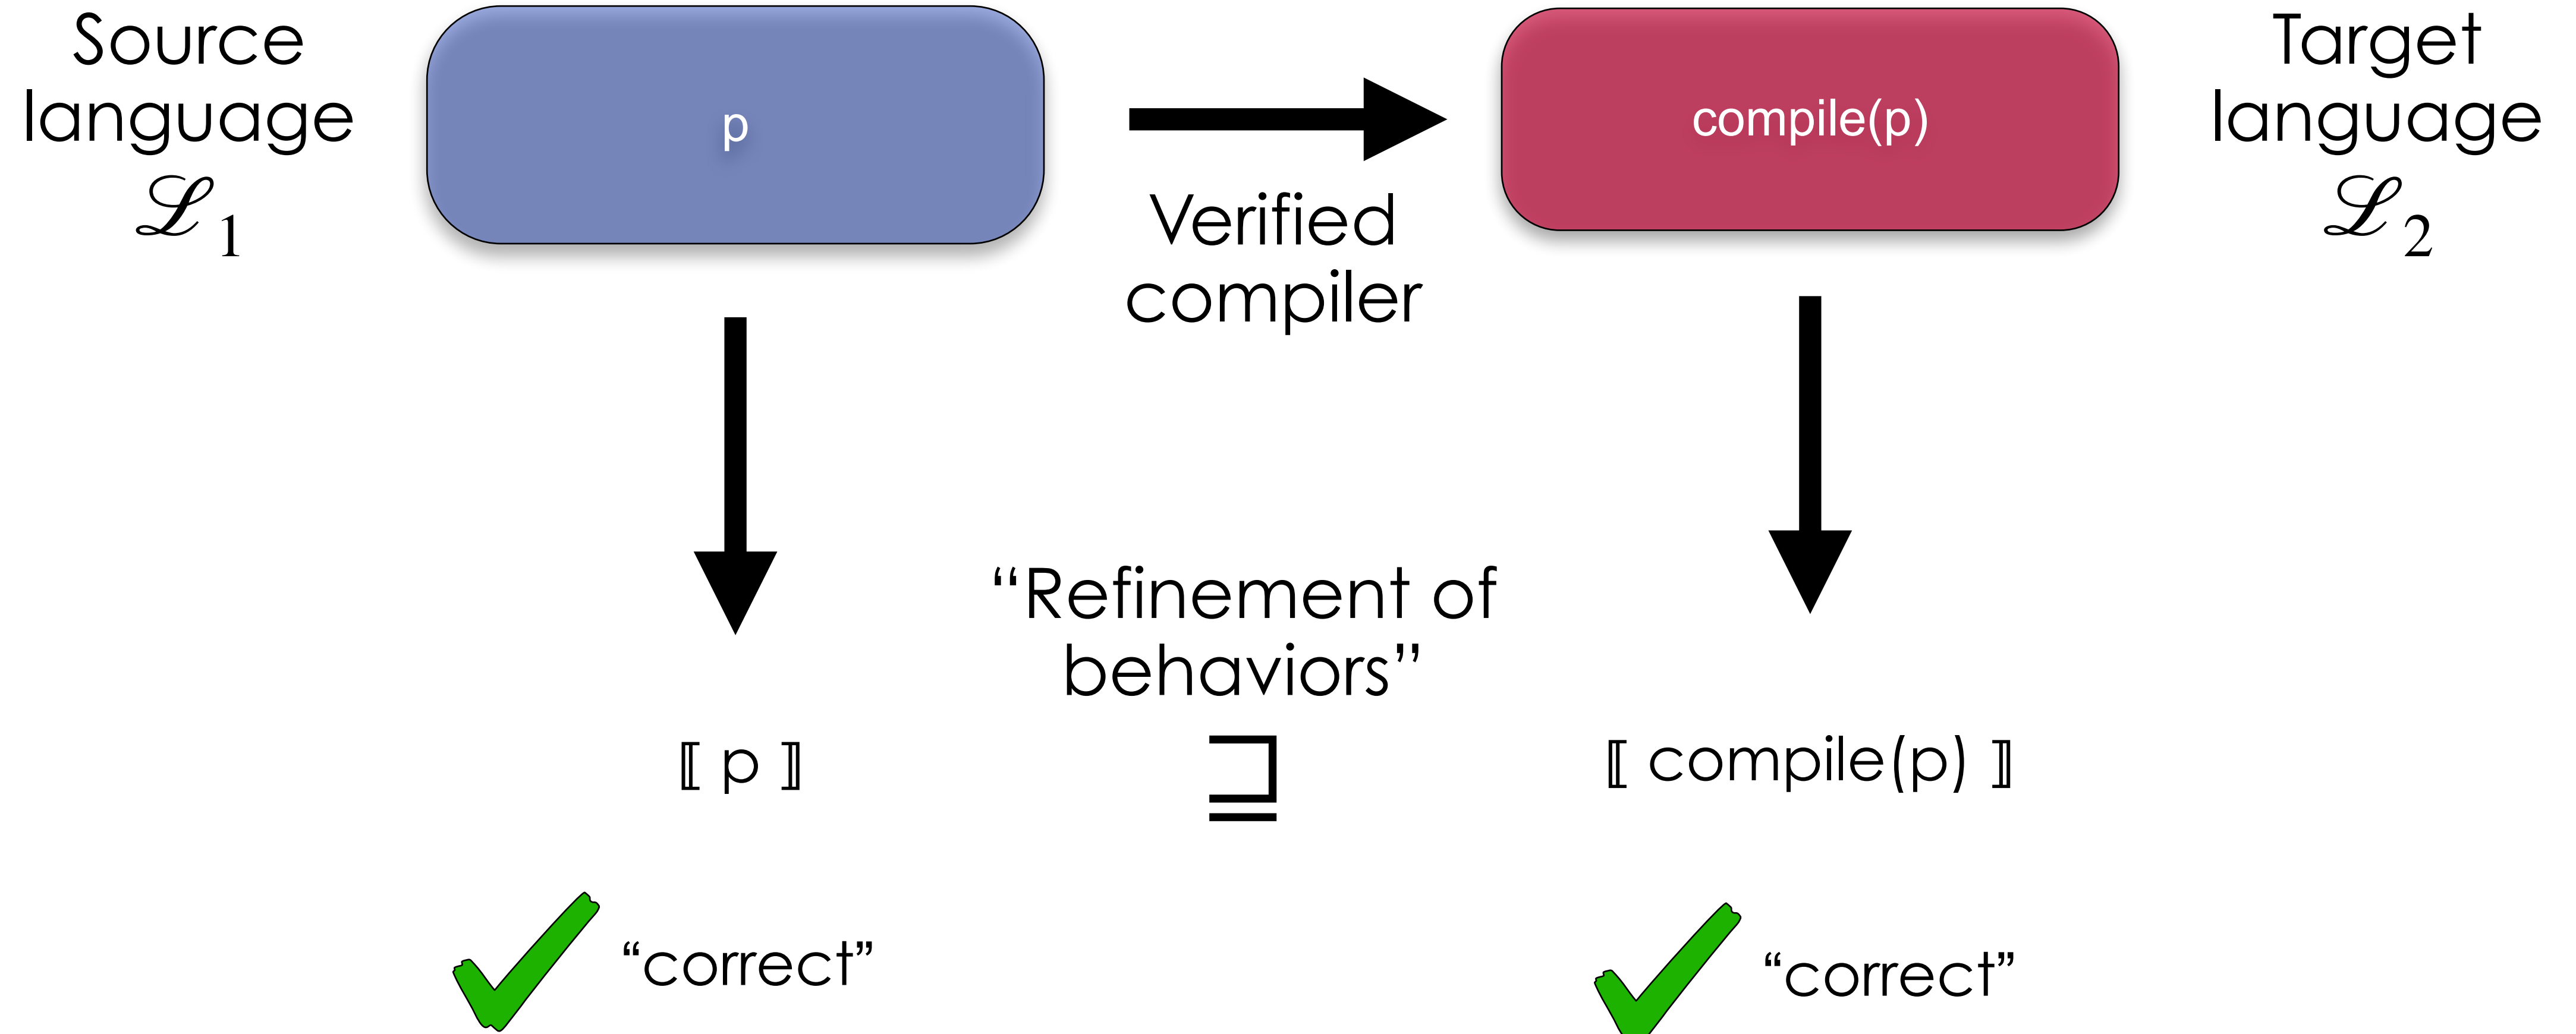 Source
language
ℒ₁
p
Verified
compiler
compile(p)
Target
language
ℒ₂
“Refinement of
behaviors”
⟦ p ⟧
⊒
⟦ compile(p) ⟧
“correct”
“correct”